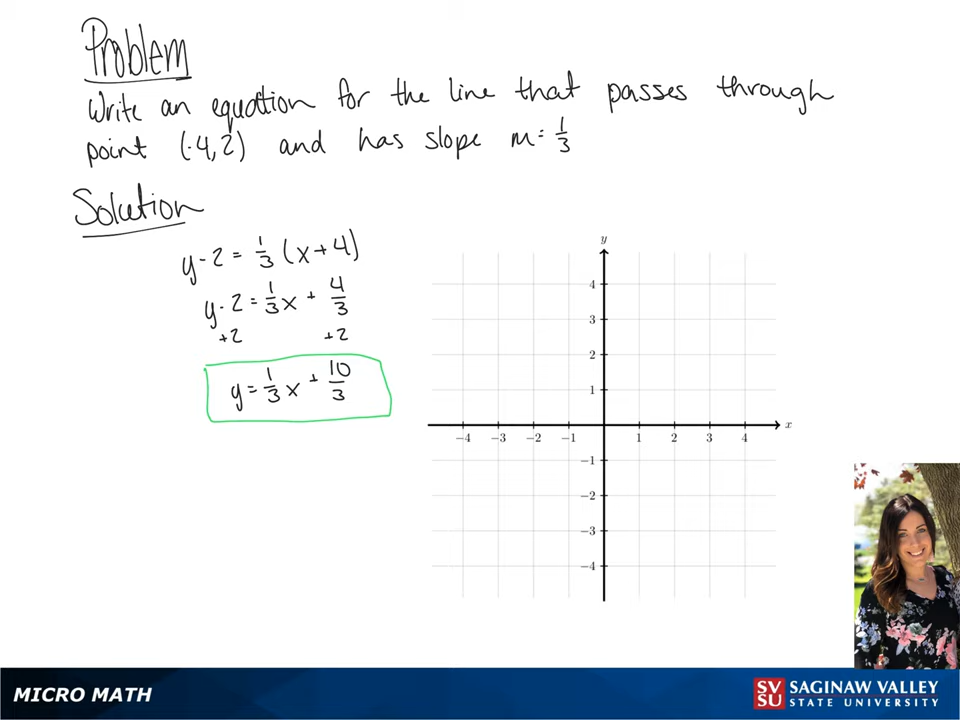 Problem
Write an equation for the line that passes through
point (-4,2) and has slope m = 1/3
Solution
y - 2 = 1/3 (x + 4)
y - 2 = 1/3 x + 4/3
+2 +2
y = 1/3 x + 10/3
y
4
3
2
1
x
−4 −3 −2 −1 1 2 3 4
−1
−2
−3
−4
MICRO MATH
SV SU SAGINAW VALLEY
STATE UNIVERSITY